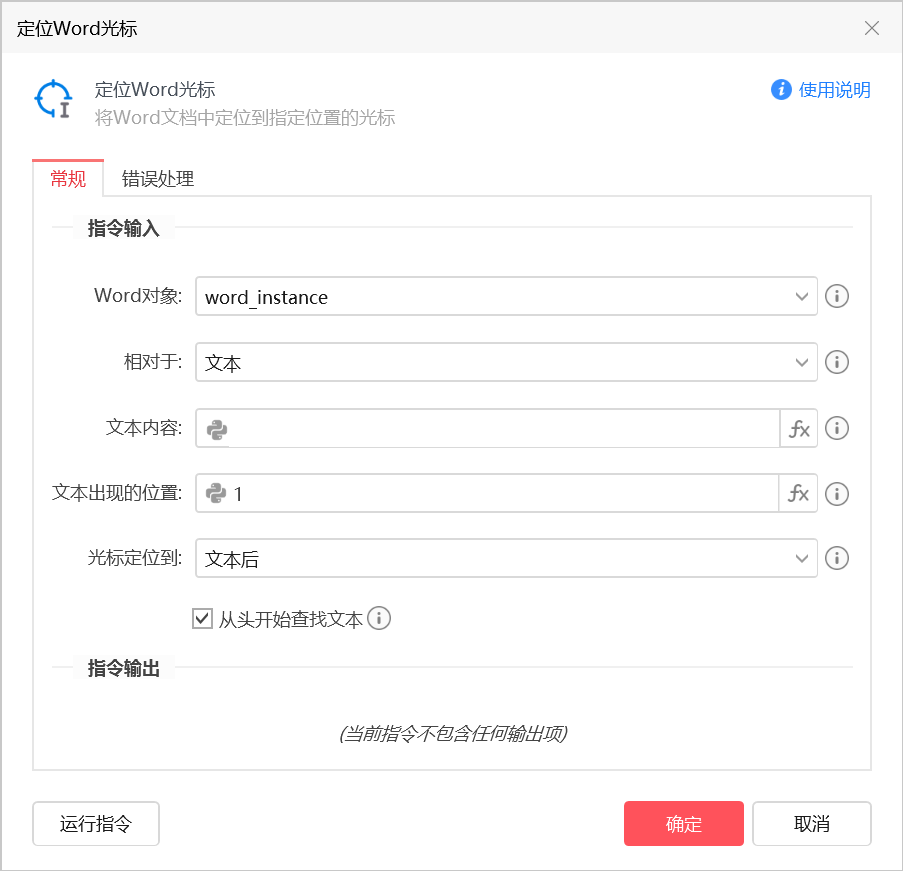 定位Word光标
定位Word光标
使用说明
将Word文档中定位到指定位置的光标
常规
错误处理
指令输入
Word对象: word_instance
相对于: 文本
文本内容: fx
文本出现的位置: 1 fx
光标定位到: 文本后
从头开始查找文本
指令输出
(当前指令不包含任何输出项)
运行指令
确定
取消